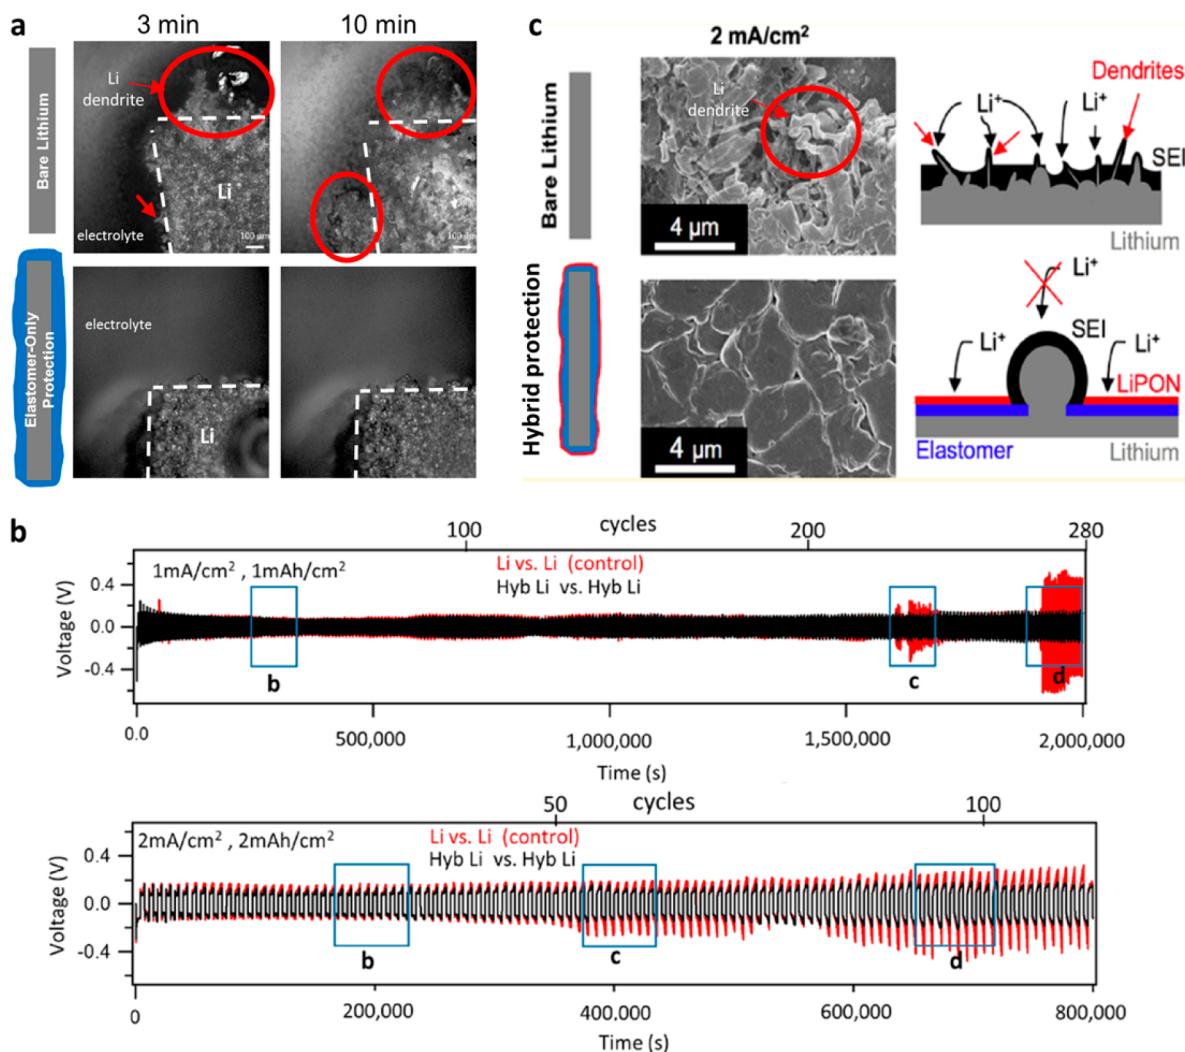 a
3 min
10 min
Bare Lithium
Li
dendrite
Li
electrolyte
100 µm
100 µm
Elastomer-Only
Protection
electrolyte
Li
c
2 mA/cm²
Bare Lithium
Li
dendrite
4 µm
Dendrites
Li⁺
Li⁺
SEI
Lithium
Hybrid protection
4 µm
Li⁺
SEI
Li⁺
Li⁺
LiPON
Elastomer
Lithium
b
cycles
100
200
280
1mA/cm² , 1mAh/cm²
Li vs. Li (control)
Hyb Li vs. Hyb Li
Voltage (V)
0.4
0.0
-0.4
b
c
d
0.0
500,000
1,000,000
1,500,000
2,000,000
Time (s)
50
cycles
100
2mA/cm² , 2mAh/cm²
Li vs. Li (control)
Hyb Li vs. Hyb Li
Voltage (V)
0.4
0.0
-0.4
b
c
d
0
200,000
400,000
600,000
800,000
Time (s)